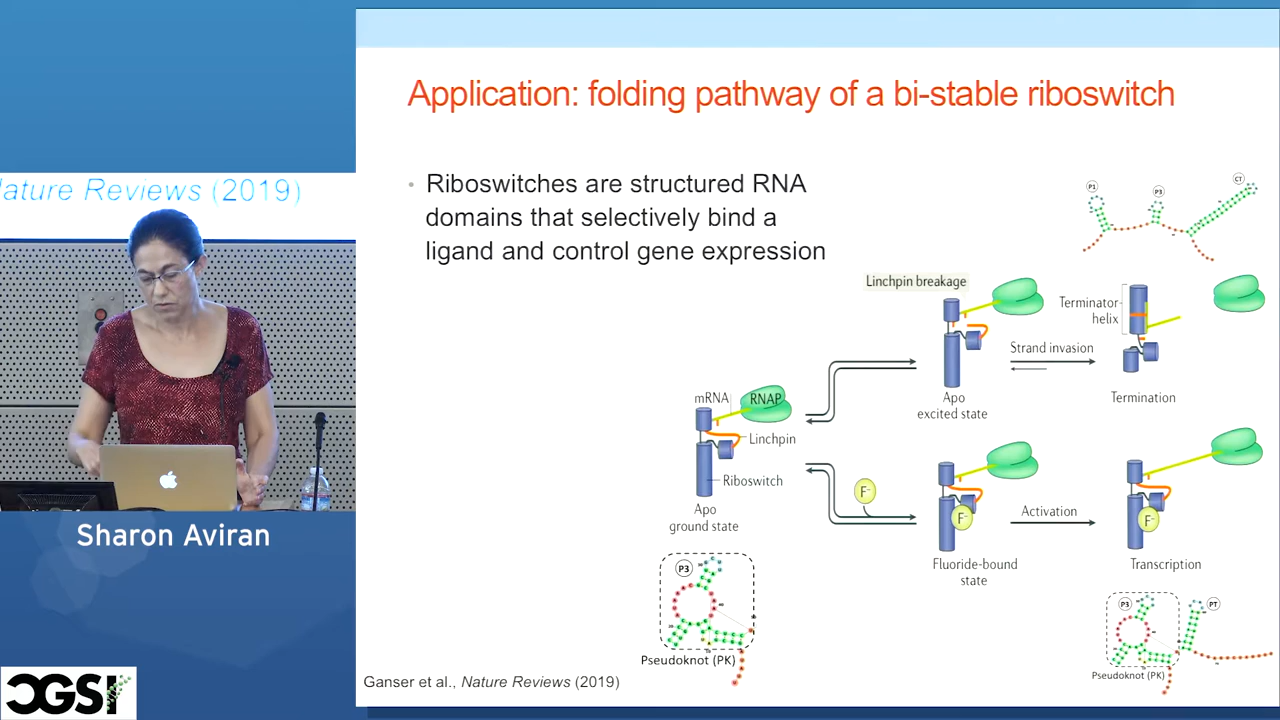 Application: folding pathway of a bi-stable riboswitch
Nature Reviews (2019)
• Riboswitches are structured RNA
domains that selectively bind a
ligand and control gene expression
P1
P3
CT
Linchpin breakage
Terminator
helix
Strand invasion
Apo
excited state
Termination
mRNA
RNAP
Linchpin
Riboswitch
Apo
ground state
F-
F-
Activation
F-
Fluoride-bound
state
Transcription
P3
Pseudoknot (PK)
P3
PT
Pseudoknot (PK)
Ganser et al., Nature Reviews (2019)
Sharon Aviran
CGSI